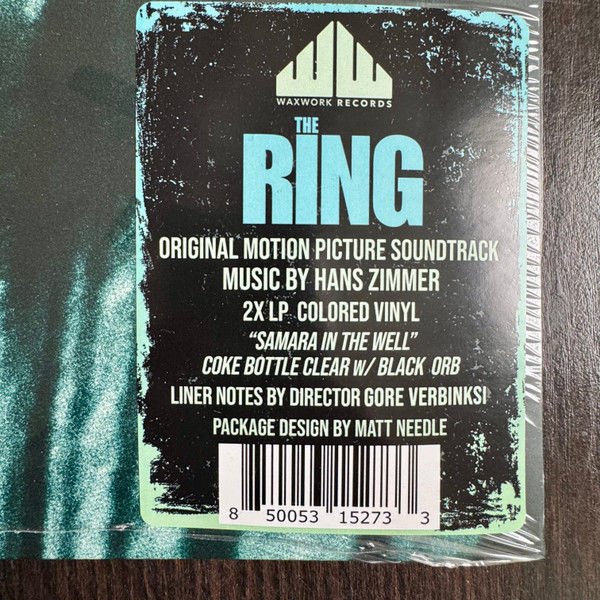 WAXWORK RECORDS
THE
RING
ORIGINAL MOTION PICTURE SOUNDTRACK
MUSIC BY HANS ZIMMER
2X LP COLORED VINYL
“SAMARA IN THE WELL”
COKE BOTTLE CLEAR W/ BLACK ORB
LINER NOTES BY DIRECTOR GORE VERBINKSI
PACKAGE DESIGN BY MATT NEEDLE
8 50053 15273 3